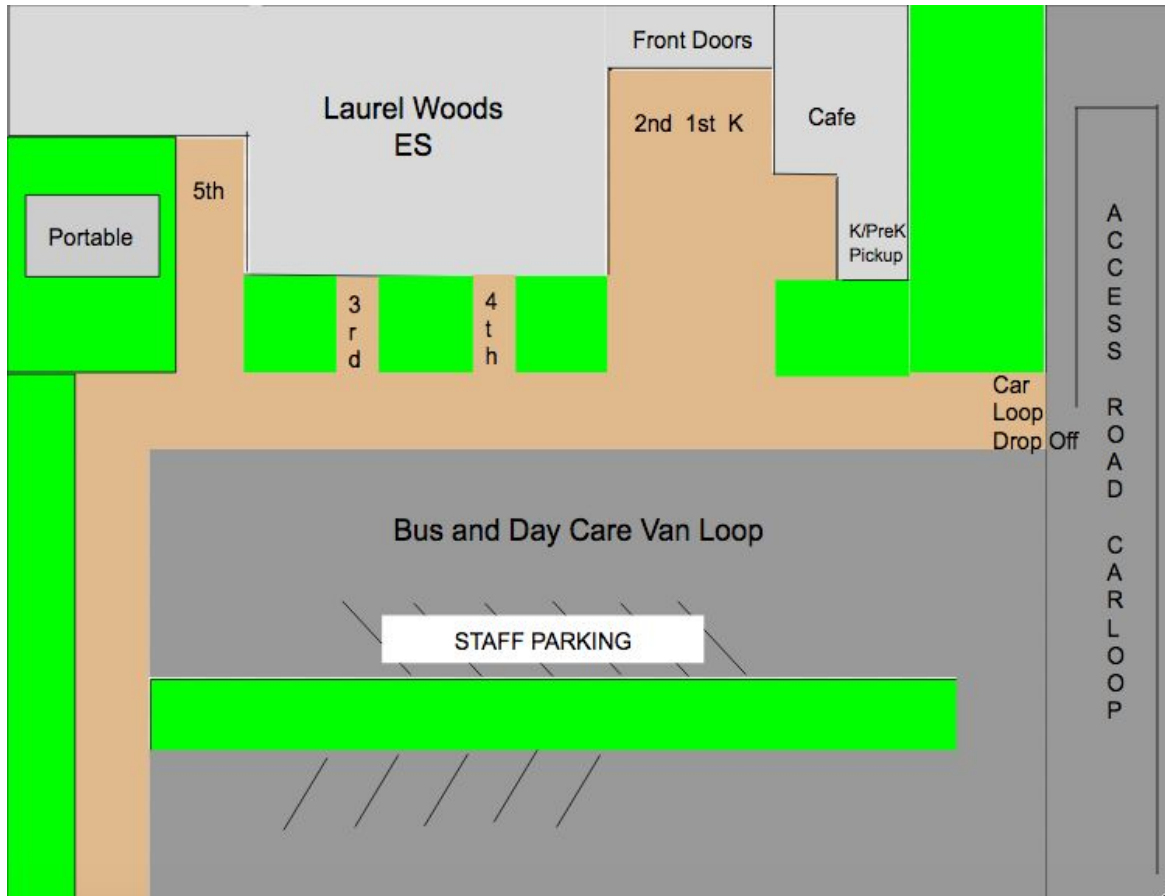 Front Doors
Laurel Woods
ES
2nd 1st K
Cafe
5th
Portable
K/PreK
Pickup
3
r
d
4
t
h
Car
Loop
Drop Off
A
C
C
E
S
S
R
O
A
D
C
A
R
L
O
O
P
Bus and Day Care Van Loop
STAFF PARKING